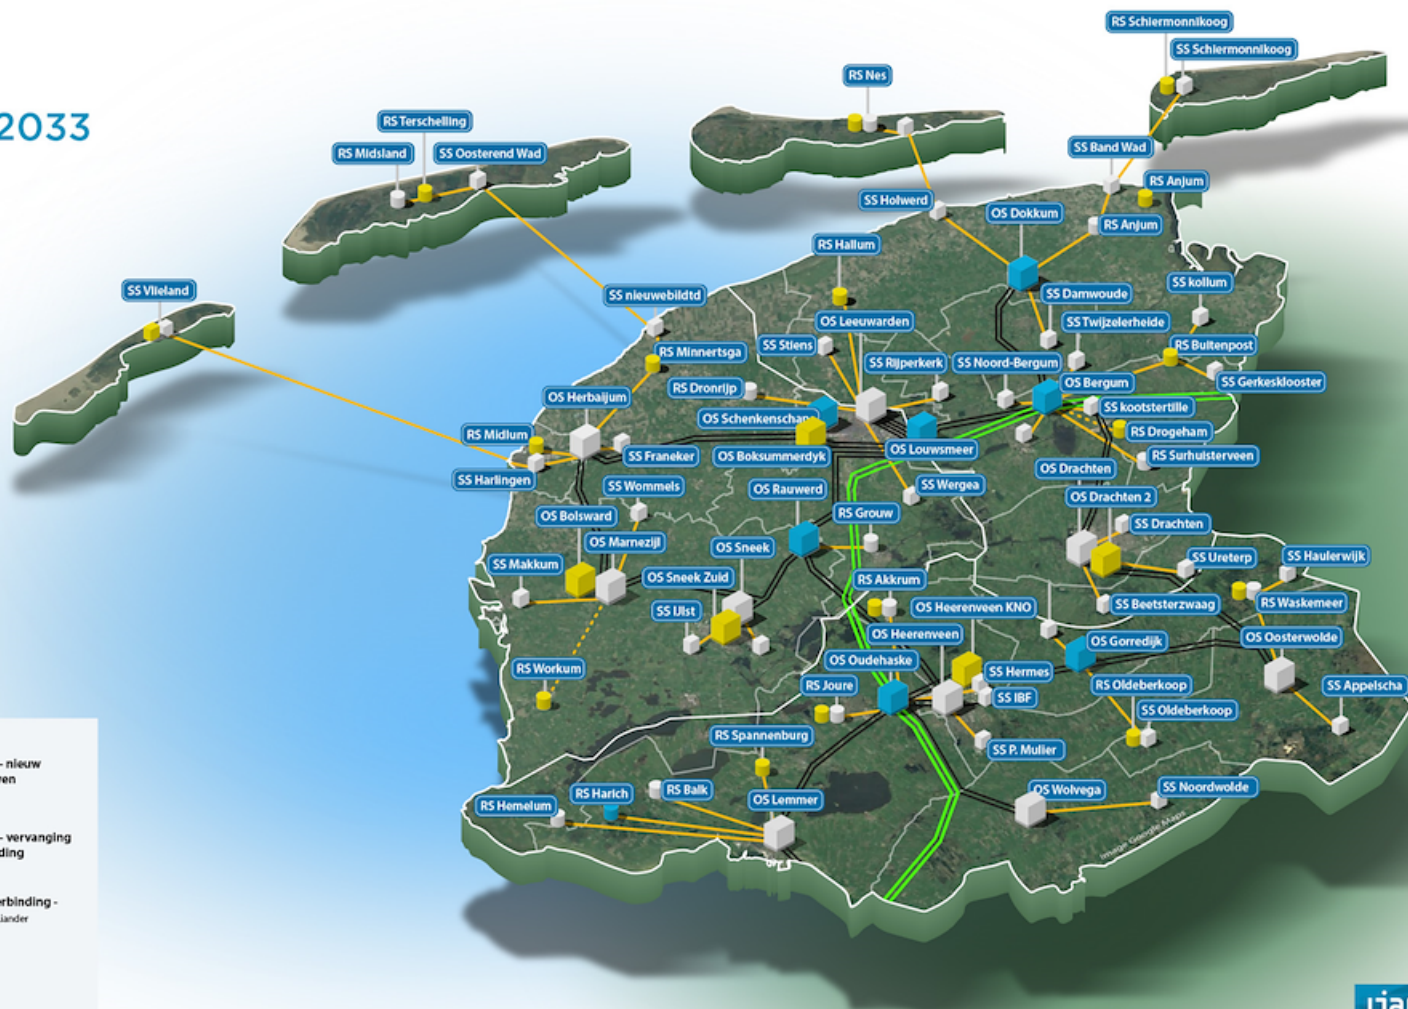 2033
RS Schiermonnikoog
SS Schiermonnikoog
RS Nes
RS Terschelling
RS Midsland
SS Oosterend Wad
SS Band Wad
RS Anjum
SS Holwerd
OS Dokkum
RS Anjum
RS Hallum
SS Vlieland
SS nieuwebildtd
SS kollum
SS Damwoude
OS Leeuwarden
SS Twijzelerheide
SS Stiens
RS Buitenpost
RS Minnertsga
SS Rijperkerk
SS Noord-Bergum
OS Bergum
SS Gerkesklooster
RS Dronrijp
OS Herbaijum
SS kootstertille
OS Schenkenschan
RS Midlum
RS Drogeham
SS Franeker
OS Boksummerdyk
OS Louwsmeer
RS Surhuisterveen
OS Drachten
SS Harlingen
SS Wommels
OS Rauwerd
SS Wergea
OS Drachten 2
OS Bolsward
RS Grouw
SS Drachten
OS Marnezijl
OS Sneek
SS Makkum
SS Ureterp
SS Haulerwijk
OS Sneek Zuid
RS Akkrum
SS IJlst
OS Heerenveen KNO
SS Beetsterzwaag
RS Waskemeer
OS Heerenveen
OS Gorredijk
OS Oosterwolde
RS Workum
OS Oudehaske
SS Hermes
RS Joure
SS IBF
RS Oldeberkoop
SS Appelscha
SS Oldeberkoop
RS Spannenburg
SS P. Mulier
RS Hemelum
RS Harich
RS Balk
OS Lemmer
OS Wolvega
SS Noordwolde
Image Google Maps
- nieuw
ven
- vervanging
ding
erbinding -
Liander